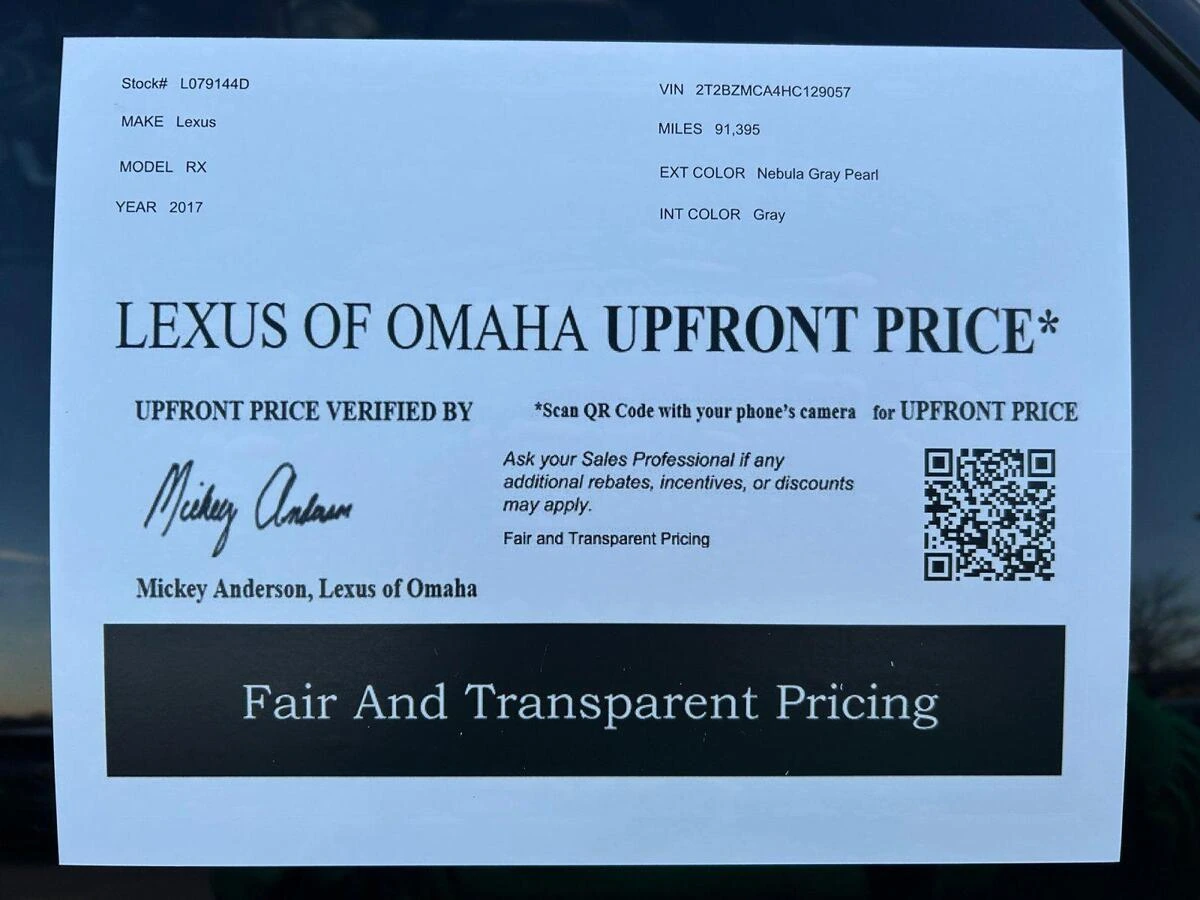 Stock# L079144D
VIN 2T2BZMCA4HC129057
MAKE Lexus
MILES 91,395
MODEL RX
EXT COLOR Nebula Gray Pearl
YEAR 2017
INT COLOR Gray
LEXUS OF OMAHA UPFRONT PRICE*
UPFRONT PRICE VERIFIED BY
*Scan QR Code with your phone's camera for UPFRONT PRICE
Mickey Anderson
Ask your Sales Professional if any
additional rebates, incentives, or discounts
may apply.
Fair and Transparent Pricing
Mickey Anderson, Lexus of Omaha
Fair And Transparent Pricing